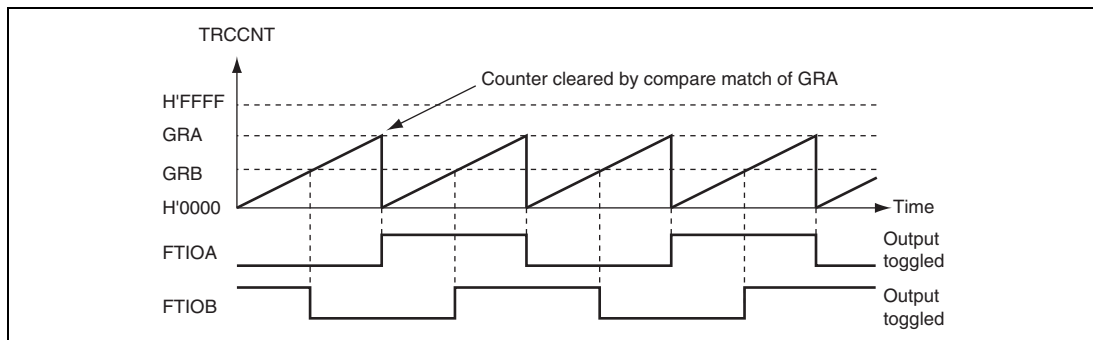 TRCCNT
Counter cleared by compare match of GRA
H'FFFF
GRA
GRB
H'0000
Time
FTIOA
Output
toggled
FTIOB
Output
toggled